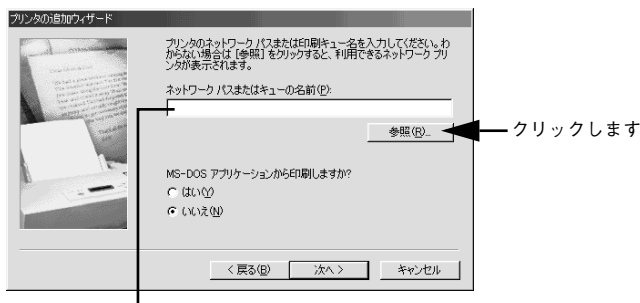 プリンタの追加ウィザード
プリンタのネットワーク パスまたは印刷キュー名を入力してください。わ
からない場合は [参照] をクリックすると、利用できるネットワーク プリ
ンタが表示されます。
ネットワーク パスまたはキューの名前(P):
参照(R)...
クリックします
MS-DOS アプリケーションから印刷しますか?
はい(Y)
いいえ(N)
< 戻る(B)
次へ >
キャンセル